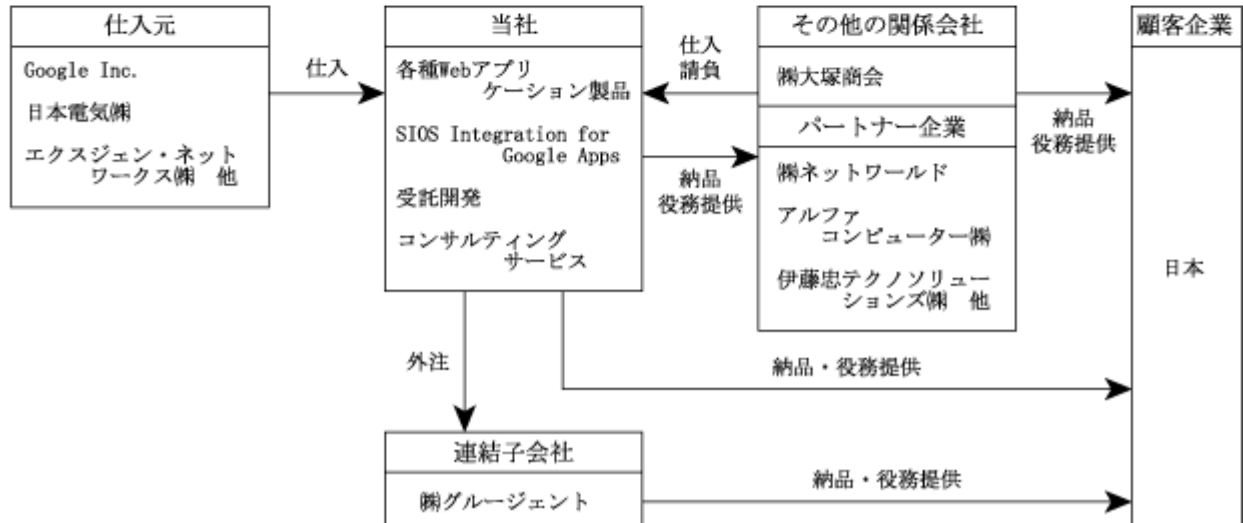 仕入元
Google Inc.
日本電気㈱
エクスジェン・ネット
ワークス㈱ 他
仕入
当社
各種Webアプリ
ケーション製品
SIOS Integration for
Google Apps
受託開発
コンサルティング
サービス
仕入
請負
納品
役務提供
その他の関係会社
㈱大塚商会
パートナー企業
㈱ネットワールド
アルファ
コンピューター㈱
伊藤忠テクノソリュー
ションズ㈱ 他
納品
役務提供
顧客企業
日本
外注
納品・役務提供
連結子会社
㈱グルージェント
納品・役務提供